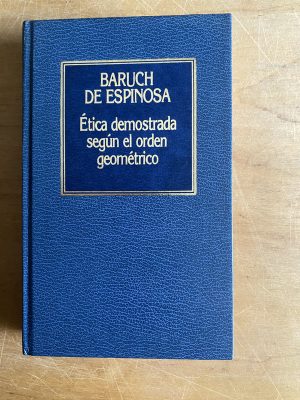 BARUCH
DE ESPINOSA
Ética demostrada
según el orden
geométrico